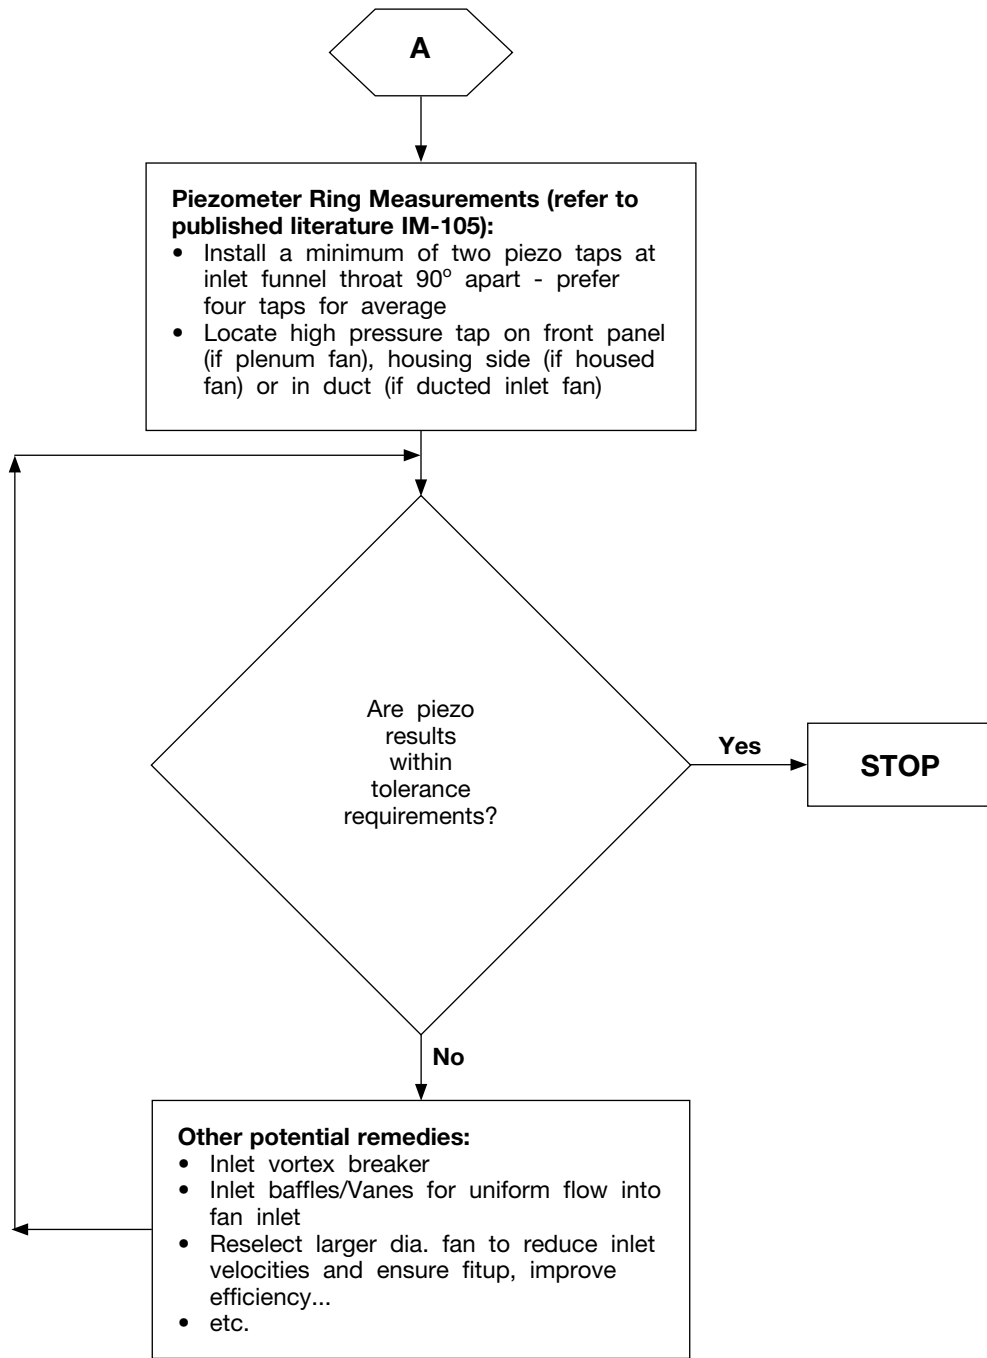 A
Piezometer Ring Measurements (refer to
published literature IM-105):
• Install a minimum of two piezo taps at
inlet funnel throat 90° apart - prefer
four taps for average
• Locate high pressure tap on front panel
(if plenum fan), housing side (if housed
fan) or in duct (if ducted inlet fan)
Are piezo
results
within
tolerance
requirements?
Yes
STOP
No
Other potential remedies:
• Inlet vortex breaker
• Inlet baffles/Vanes for uniform flow into
fan inlet
• Reselect larger dia. fan to reduce inlet
velocities and ensure fitup, improve
efficiency...
• etc.